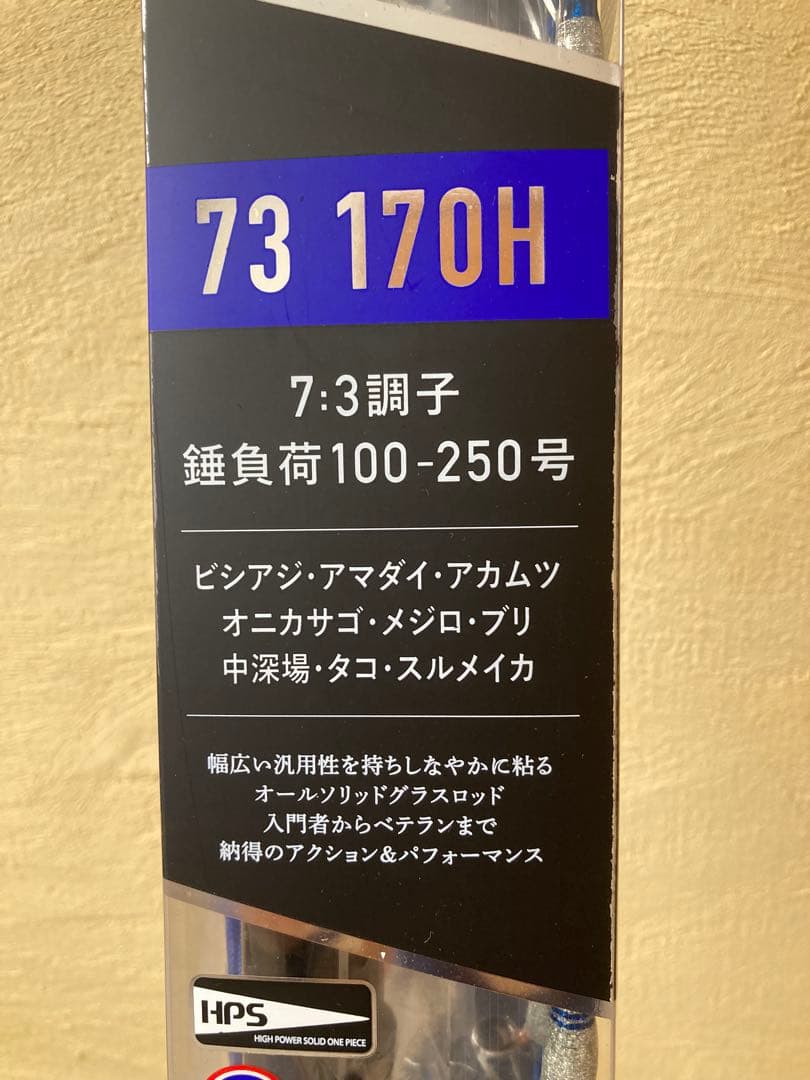 73 170H
7:3調子
錘負荷100-250号
ビシアジ・アマダイ・アカムツ
オニカサゴ・メジロ・ブリ
中深場・タコ・スルメイカ
幅広い汎用性を持ちしなやかに粘る
オールソリッドグラスロッド
入門者からベテランまで
納得のアクション&パフォーマンス
HPS
HIGH POWER SOLID ONE PIECE